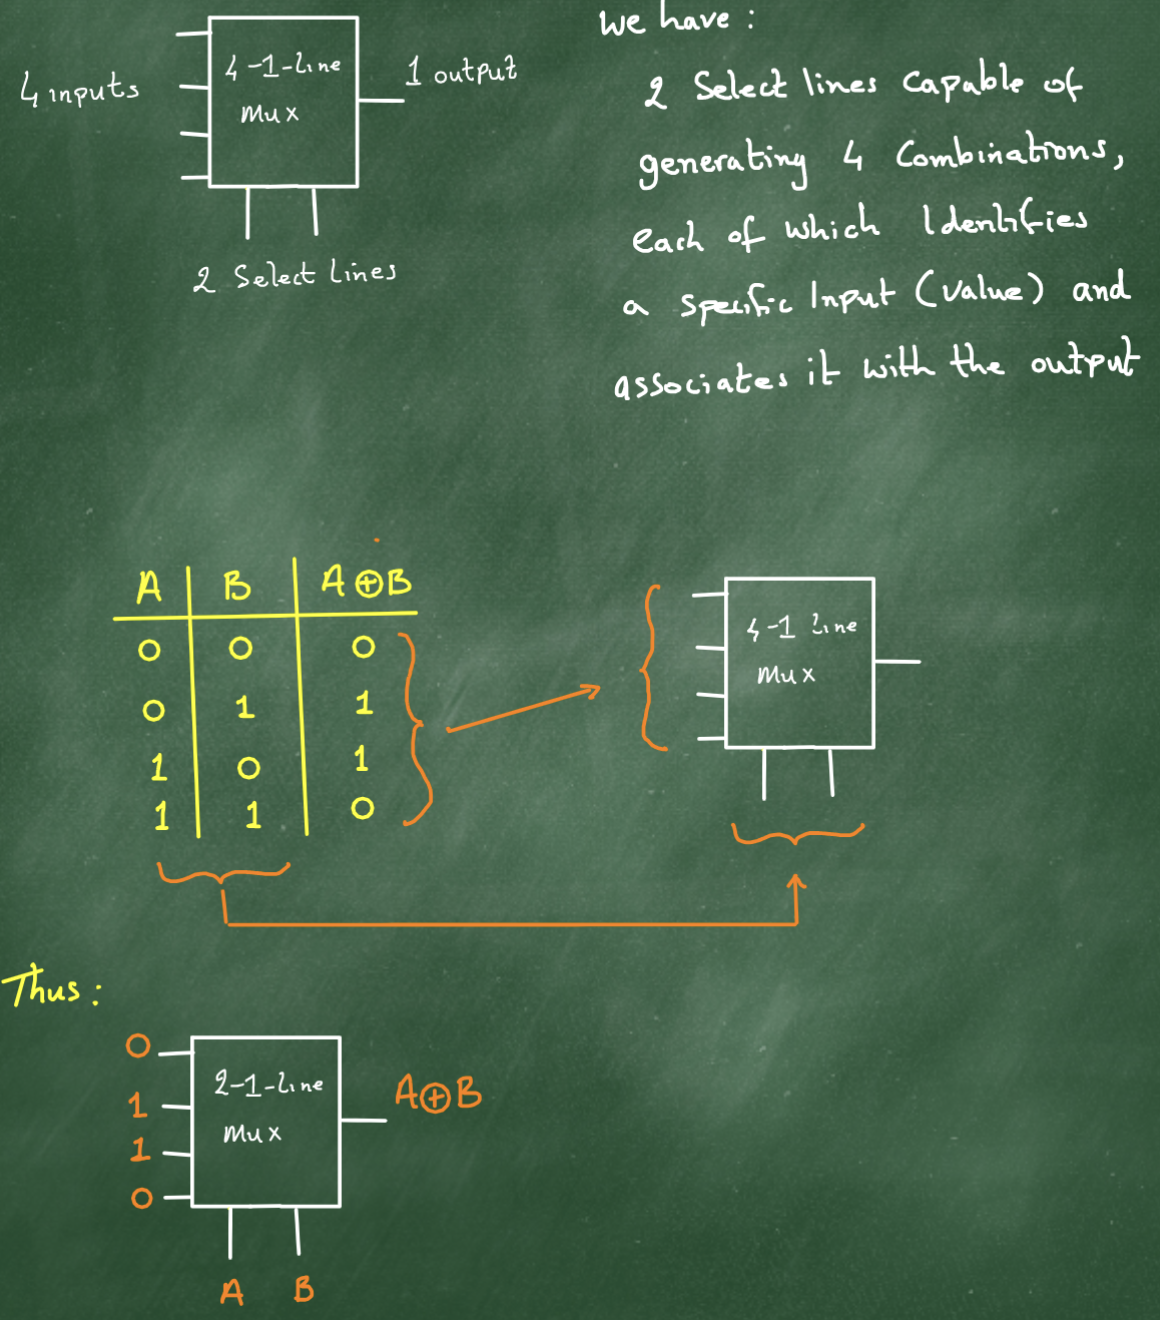 4-1-Line
Mux
4 inputs
1 output
2 Select Lines
we have :
2 Select lines Capable of
generating 4 Combinations,
each of which Identifies
a specific Input (value) and
associates it with the output
A B A⊕B
0 0 0
0 1 1
1 0 1
1 1 0
4-1 Line
Mux
Thus :
0
1
1
0
2-1-Line
Mux
A⊕B
A B